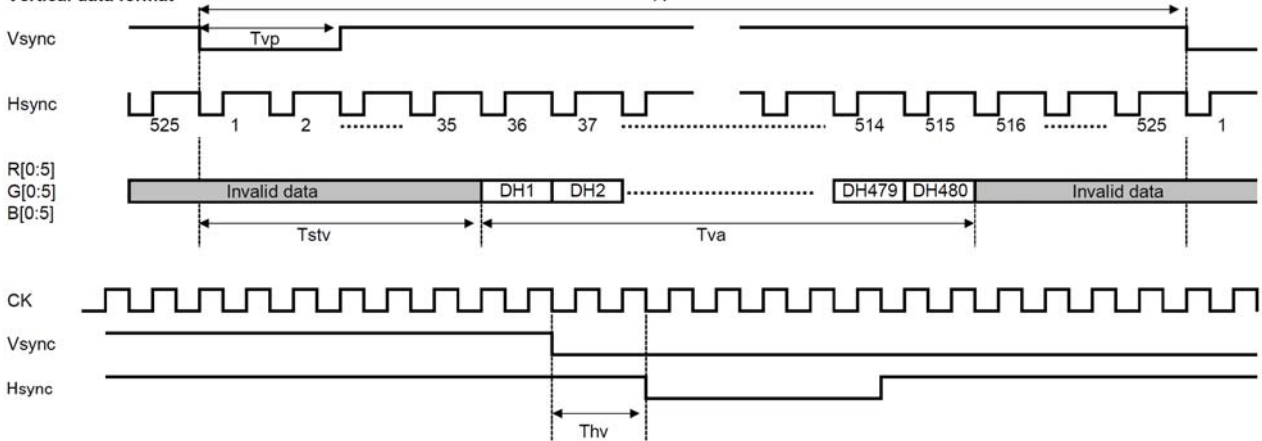 Vertical data format
Vsync
Tvp
Hsync
525 1 2 ........ 35 36 37 ........ 514 515 516 ........ 525 1
R[0:5]
G[0:5]
B[0:5]
Invalid data DH1 DH2 ........ DH479 DH480 Invalid data
Tstv Tva
CK
Vsync
Hsync
Thv